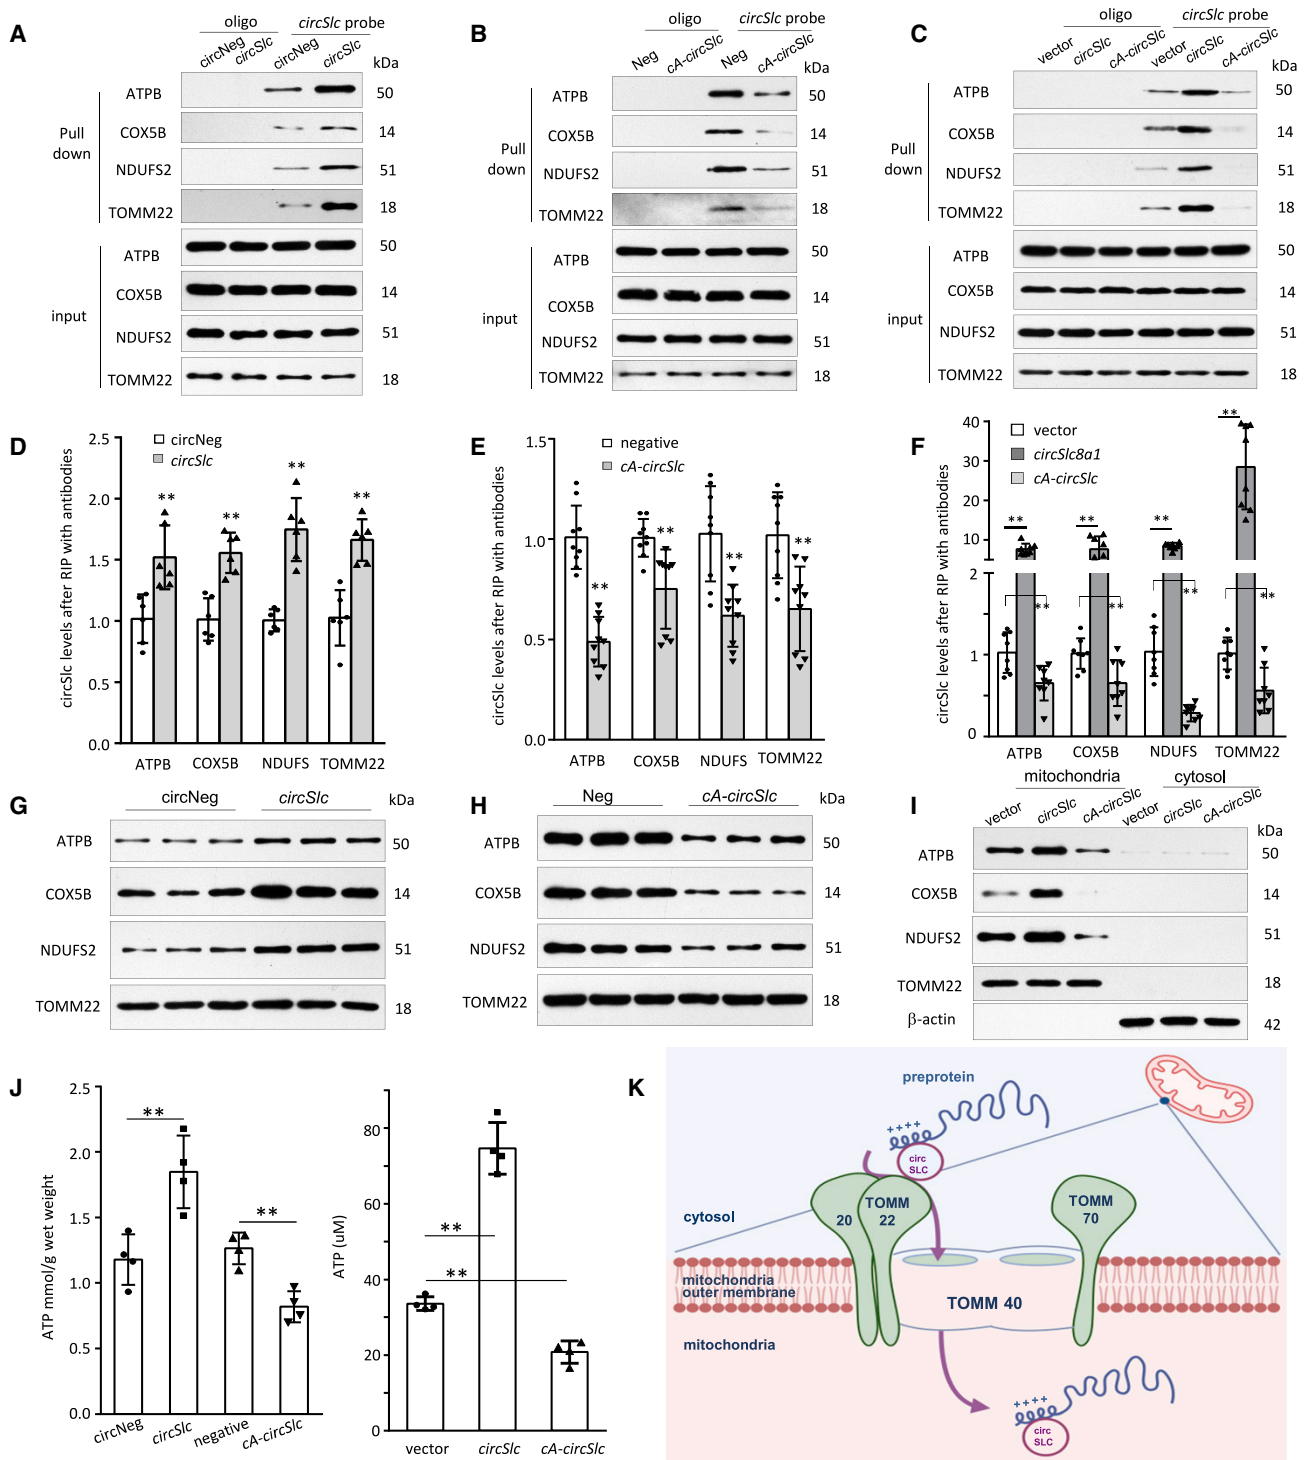 A
oligo
circSlc probe
circNeg
circSlc
circNeg
circSlc
kDa
Pull down
ATPB
50
COX5B
14
NDUFS2
51
TOMM22
18
input
ATPB
50
COX5B
14
NDUFS2
51
TOMM22
18
B
oligo
circSlc probe
Neg
cA-circSlc
Neg
cA-circSlc
kDa
Pull down
ATPB
50
COX5B
14
NDUFS2
51
TOMM22
18
input
ATPB
50
COX5B
14
NDUFS2
51
TOMM22
18
C
oligo
circSlc probe
vector
circSlc
cA-circSlc
vector
circSlc
cA-circSlc
kDa
Pull down
ATPB
50
COX5B
14
NDUFS2
51
TOMM22
18
input
ATPB
50
COX5B
14
NDUFS2
51
TOMM22
18
D
circSlc levels after RIP with antibodies
2.5
2.0
1.5
1.0
0.5
0.0
circNeg
circSlc
** ** ** **
ATPB COX5B NDUFS TOMM22
E
circSlc levels after RIP with antibodies
1.5
1.0
0.5
0.0
negative
cA-circSlc
** ** ** **
ATPB COX5B NDUFS TOMM22
F
circSlc levels after RIP with antibodies
40
30
20
10
2
1
0
vector
circSlc8a1
cA-circSlc
** ** ** **
** ** ** **
ATPB COX5B NDUFS TOMM22
G
circNeg circSlc kDa
ATPB 50
COX5B 14
NDUFS2 51
TOMM22 18
H
Neg cA-circSlc kDa
ATPB 50
COX5B 14
NDUFS2 51
TOMM22 18
I
mitochondria cytosol
vector circSlc cA-circSlc vector circSlc cA-circSlc
kDa
ATPB 50
COX5B 14
NDUFS2 51
TOMM22 18
β-actin 42
J
ATP mmol/g wet weight
2.5
2.0
1.5
1.0
0.5
0.0
** **
circNeg circSlc negative cA-circSlc
ATP (uM)
80
60
40
20
0
**
**
vector circSlc cA-circSlc
K
preprotein
++++
circ
SLC
cytosol
20
TOMM
22
TOMM
70
mitochondria
outer membrane
TOMM 40
mitochondria
++++
circ
SLC